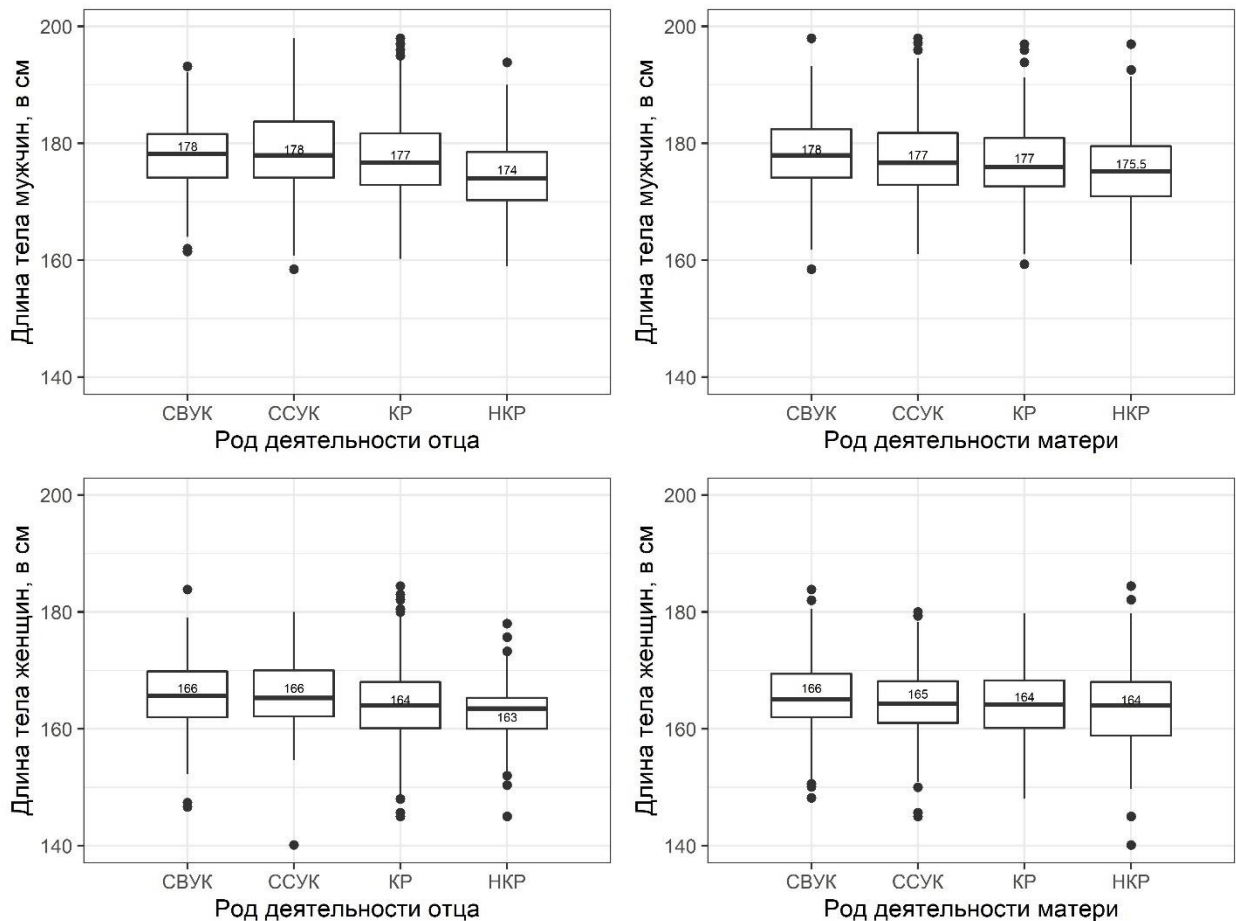 Длина тела мужчин, в см
200
180
160
140
178
178
177
174
СВУК ССУК КР НКР
Род деятельности отца
Длина тела мужчин, в см
200
180
160
140
178
177
177
175.5
СВУК ССУК КР НКР
Род деятельности матери
Длина тела женщин, в см
200
180
160
140
166
166
164
163
СВУК ССУК КР НКР
Род деятельности отца
Длина тела женщин, в см
200
180
160
140
166
165
164
164
СВУК ССУК КР НКР
Род деятельности матери